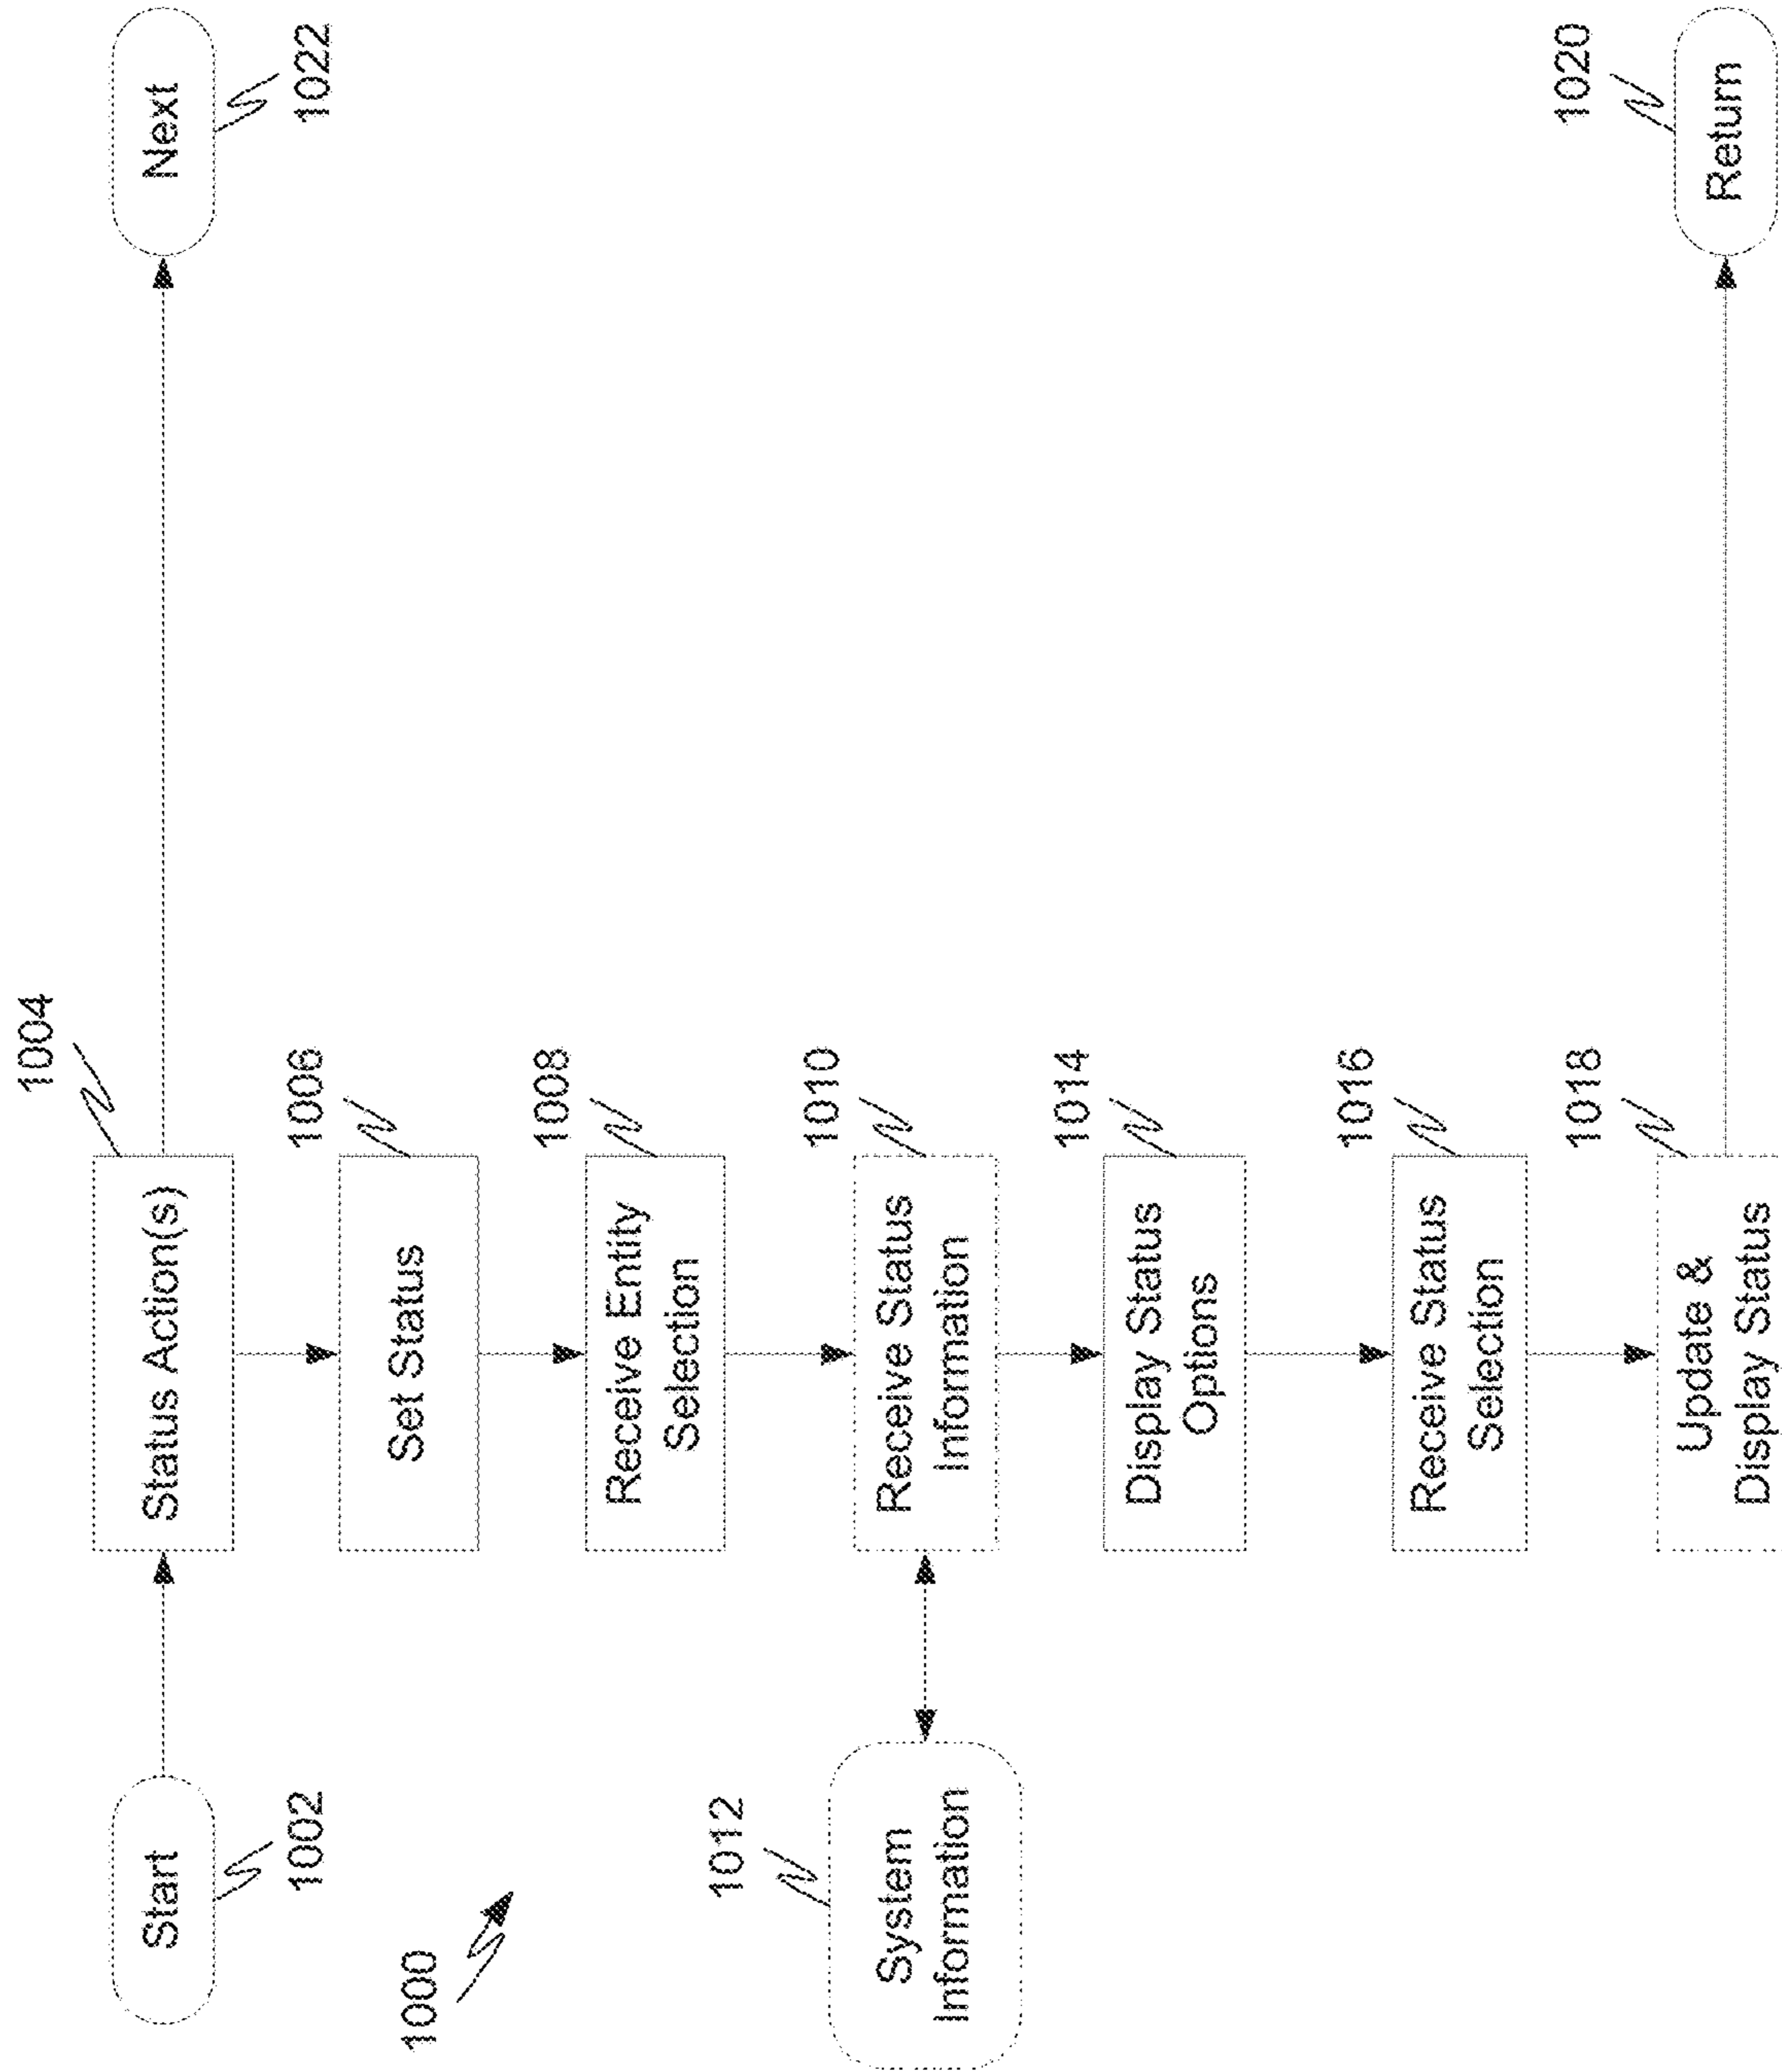 1000
Start
1002
Status Action(s)
1004
Next
1022
Set Status
1006
Receive Entity
Selection
1008
System
Information
1012
Receive Status
Information
1010
Display Status
Options
1014
Receive Status
Selection
1016
Update &
Display Status
1018
Return
1020